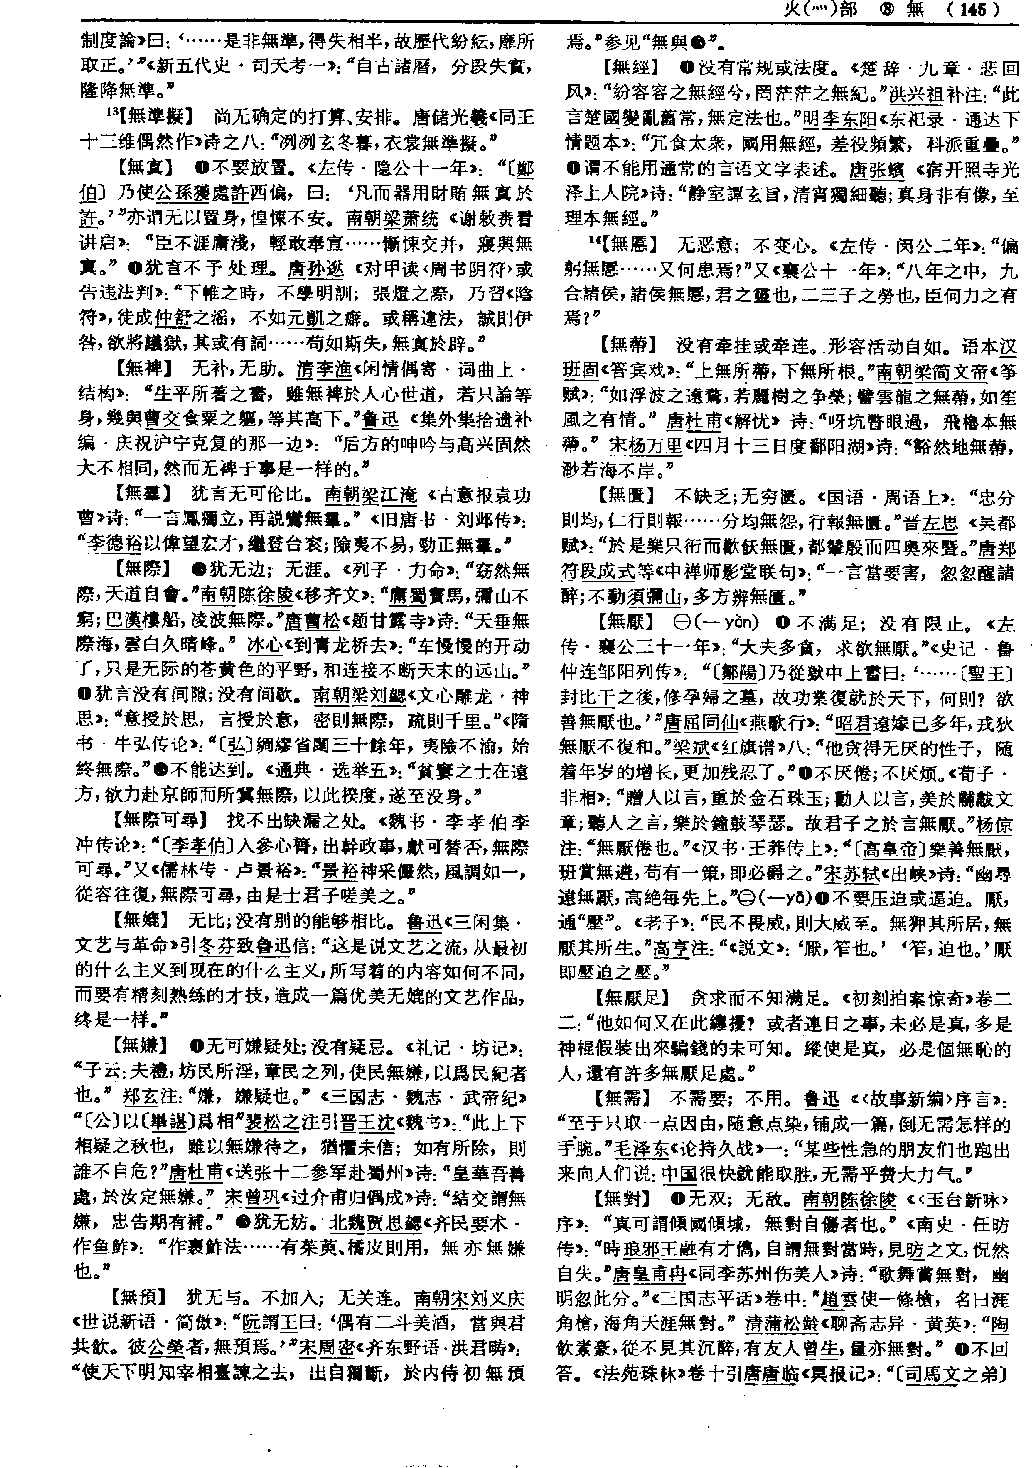 火(灬)部 ⑧ 無 (145)
制度論》曰：‘……是非無準，得失相半，故歷代紛紜，靡所
取正。’”《新五代史·司天考一》：“自古諸曆，分段失實，
隆降無準。”
13【無準擬】 尚无确定的打算、安排。唐储光羲《同王
十三维偶然作》诗之八：“冽冽玄冬暮，衣裳無準擬。”
【無寘】 ❶不要放置。《左传·隐公十一年》：“〔鄭
伯〕乃使公孫獲處許西偏，曰：‘凡而器用財賄無寘於
許。’”亦谓无以置身，惶悚不安。南朝梁萧统《谢敕赉看
讲启》：“臣不涯庸淺，輕敢奉宣……慚悚交并，寢興無
寘。”❷犹言不予处理。唐孙逖《对甲读〈周书阴符〉或
告违法判》：“下帷之時，不學明訓；張燈之際，乃習《陰
符》，徒成仲舒之滛，不如元凱之癖。或稱違法，誠則伊
咎，欲將議獄，其或有詞……苟如斯失，無寘於辟。”
【無裨】 无补，无助。清李渔《闲情偶寄·词曲上·
结构》：“生平所著之書，雖無裨於人心世道，若只論等
身，幾與曹交食粟之軀，等其高下。”鲁迅《集外集拾遗补
编·庆祝沪宁克复的那一边》：“后方的呻吟与高兴固然
大不相同，然而无裨于事是一样的。”
【無羣】 犹言无可伦比。南朝梁江淹《古意报袁功
曹》诗：“一言鳳獨立，再説鸞無羣。”《旧唐书·刘邺传》：
“李德裕以偉望宏才，繼登台衮；險夷不易，勁正無羣。”
【無際】 ❶犹无边；无涯。《列子·力命》：“窈然無
際，天道自會。”南朝陈徐陵《移齐文》：“膺蜀寶馬，彌山不
窮；巴漢樓船，淩波無際。”唐曹松《题甘露寺》诗：“天垂無
際海，雲白久晴峰。”冰心《到青龙桥去》：“车慢慢的开动
了，只是无际的苍黄色的平野，和连接不断天末的远山。”
❷犹言没有间隙；没有间歇。南朝梁刘勰《文心雕龙·神
思》：“意授於思，言授於意，密則無際，疏則千里。”《隋
书·牛弘传论》：“〔弘〕綢繆省闥三十餘年，夷險不渝，始
終無際。”❸不能达到。《通典·选举五》：“貧窶之士在遠
方，欲力赴京師而所冀無際，以此揆度，遂至没身。”
【無際可尋】 找不出缺漏之处。《魏书·李孝伯李
冲传论》：“〔李孝伯〕入參心膂，出幹政事，獻可替否，無際
可尋。”又《儒林传·卢景裕》：“景裕神采儼然，風調如一，
從容往復，無際可尋，由是士君子嗟美之。”
【無媲】 无比；没有别的能够相比。鲁迅《三闲集·
文艺与革命》引冬芬致鲁迅信：“这是说文艺之流，从最初
的什么主义到现在的什么主义，所写着的内容如何不同，
而要有精刻熟练的才技，造成一篇优美无媲的文艺作品，
终是一样。”
【無嫌】 ❶无可嫌疑处；没有疑忌。《礼记·坊记》：
“子云：夫禮，坊民所淫，章民之别，使民無嫌，以爲民紀者
也。”郑玄注：“嫌，嫌疑也。”《三国志·魏志·武帝纪》
“〔公〕以〔畢諶〕爲相”裴松之注引晋王沈《魏书》：“此上下
相疑之秋也，雖以無嫌待之，猶懼未信；如有所除，則
誰不自危？”唐杜甫《送张十二参军赴蜀州》诗：“皇華吾善
處，於汝定無嫌。”宋曾巩《过介甫归偶成》诗：“結交謂無
嫌，忠告期有補。”❷犹无妨。北魏贾思勰《齐民要术·
作鱼鲊》：“作裹鮓法……有茱萸、橘皮則用，無亦無嫌
也。”
【無預】 犹无与。不加入；无关连。南朝宋刘义庆
《世说新语·简傲》：“阮謂王曰：‘偶有二斗美酒，當與君
共飲。彼公榮者，無預焉。’”宋周密《齐东野语·洪君畴》：
“使天下明知宰相臺諫之去，出自獨斷，於内侍初無預
焉。”参见“無與❷”。
【無經】 ❶没有常规或法度。《楚辞·九章·悲回
风》：“紛容容之無經兮，罔茫茫之無紀。”洪兴祖补注：“此
言楚國變亂舊常，無定法也。”明李东阳《东祀录·通达下
情题本》：“冗食太衆，國用無經，差役頻繁，科派重疊。”
❷谓不能用通常的言语文字表述。唐张蠙《宿开照寺光
泽上人院》诗：“静室譚玄旨，清宵獨細聽；真身非有像，至
理本無經。”
14【無慝】 无恶意；不变心。《左传·闵公二年》：“偏
躬無慝……又何患焉？”又《襄公十一年》：“八年之中，九
合諸侯，諸侯無慝，君之靈也，二三子之勞也，臣何力之有
焉？”
【無蔕】 没有牵挂或牵连。形容活动自如。语本汉
班固《答宾戏》：“上無所蔕，下無所根。”南朝梁简文帝《筝
赋》：“如浮波之遠騖，若麗樹之争榮；譬雲龍之無蔕，如笙
風之有情。”唐杜甫《解忧》诗：“呀坑瞥眼過，飛櫓本無
蔕。”宋杨万里《四月十三日度鄱阳湖》诗：“豁然地無蔕，
渺若海不岸。”
【無匱】 不缺乏；无穷匮。《国语·周语上》：“忠分
則均，仁行則報……分均無怨，行報無匱。”晋左思《吴都
赋》：“於是樂只衎而歡飫無匱，都輦殷而四奥來暨。”唐郑
符段成式等《中禅师影堂联句》：“一言當要害，忽忽醒諸
醉；不動須彌山，多方辨無匱。”
【無厭】 ㊀(—yàn) ❶不满足；没有限止。《左
传·襄公三十一年》：“大夫多貪，求欲無厭。”《史记·鲁
仲连邹阳列传》：“〔鄒陽〕乃從獄中上書曰：‘……〔聖王〕
封比干之後，修孕婦之墓，故功業復就於天下，何則？欲
善無厭也。’”唐屈同仙《燕歌行》：“昭君遠嫁已多年，戎狄
無厭不復和。”梁斌《红旗谱》八：“他贪得无厌的性子，随
着年岁的增长，更加残忍了。”❷不厌倦；不厌烦。《荀子·
非相》：“贈人以言，重於金石珠玉；勸人以言，美於黼黻文
章；聽人之言，樂於鐘鼓琴瑟。故君子之於言無厭。”杨倞
注：“無厭倦也。”《汉书·王莽传上》：“〔高皇帝〕樂善無厭，
班賞無遴，苟有一策，即必爵之。”宋苏轼《出峡》诗：“幽尋
遠無厭，高絶每先上。”㊁(—yā)❶不要压迫或逼迫。厭，
通“壓”。《老子》：“民不畏威，則大威至。無狎其所居，無
厭其所生。”高亨注：“《説文》：‘厭，笮也。’‘笮，迫也。’厭
即壓迫之壓。”
【無厭足】 贪求而不知满足。《初刻拍案惊奇》卷二
二：“他如何又在此纏擾？或者連日之事，未必是真，多是
神棍假裝出來騙錢的未可知。縱使是真，必是個無恥的
人，還有許多無厭足處。”
【無需】 不需要；不用。鲁迅《〈故事新编〉序言》：
“至于只取一点因由，随意点染，铺成一篇，倒无需怎样的
手腕。”毛泽东《论持久战》一：“某些性急的朋友们也跑出
来向人们说：中国很快就能取胜，无需乎费大力气。”
【無對】 ❶无双；无敌。南朝陈徐陵《〈玉台新咏〉
序》：“真可謂傾國傾城，無對自傷者也。”《南史·任昉
传》：“時琅邪王融有才儁，自謂無對當時，見昉之文，怳然
自失。”唐皇甫冉《同李苏州伤美人》诗：“歌舞嘗無對，幽
明忽此分。”《三国志平话》卷中：“趙雲使一條槍，名曰涯
角槍，海角天涯無對。”清蒲松龄《聊斋志异·黄英》：“陶
飲素豪，從不見其沉醉，有友人曾生，量亦無對。”❷不回
答。《法苑珠林》卷十引唐唐临《冥报记》：“〔司馬文之弟〕